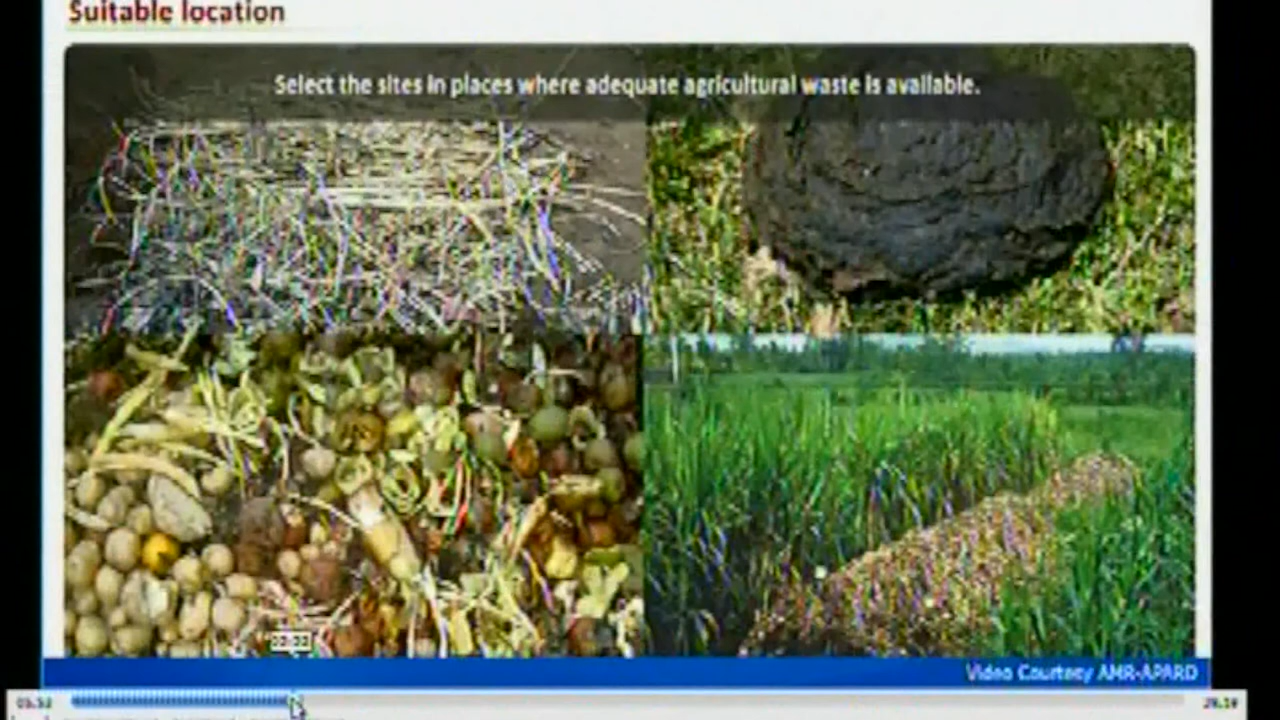 Suitable location
Select the sites in places where adequate agricultural waste is available.
Video Courtesy AMR-APARD